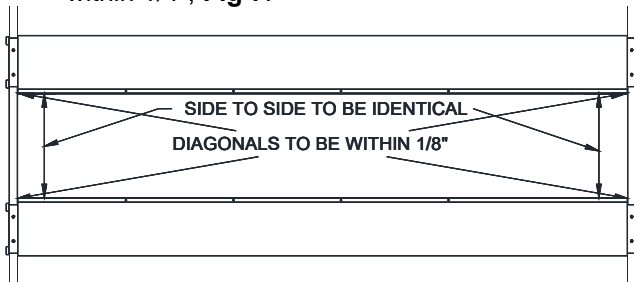 SIDE TO SIDE TO BE IDENTICAL
DIAGONALS TO BE WITHIN 1/8"